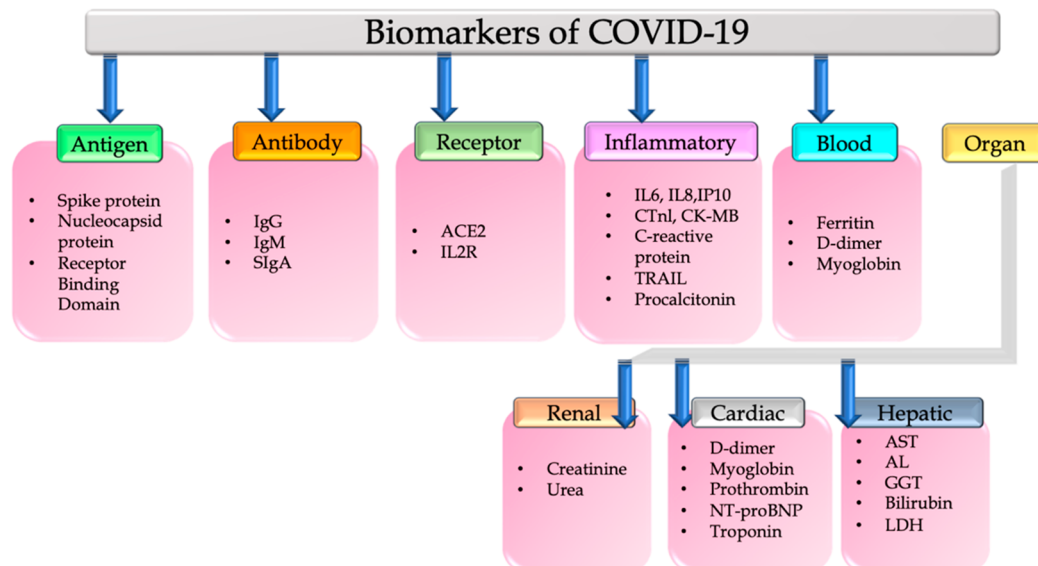 Biomarkers of COVID-19
Antigen
• Spike protein
• Nucleocapsid
protein
• Receptor
Binding
Domain
Antibody
• IgG
• IgM
• SIgA
Receptor
• ACE2
• IL2R
Inflammatory
• IL6, IL8,IP10
• CTnl, CK-MB
• C-reactive
protein
• TRAIL
• Procalcitonin
Blood
• Ferritin
• D-dimer
• Myoglobin
Organ
Renal
• Creatinine
• Urea
Cardiac
• D-dimer
• Myoglobin
• Prothrombin
• NT-proBNP
• Troponin
Hepatic
• AST
• AL
• GGT
• Bilirubin
• LDH